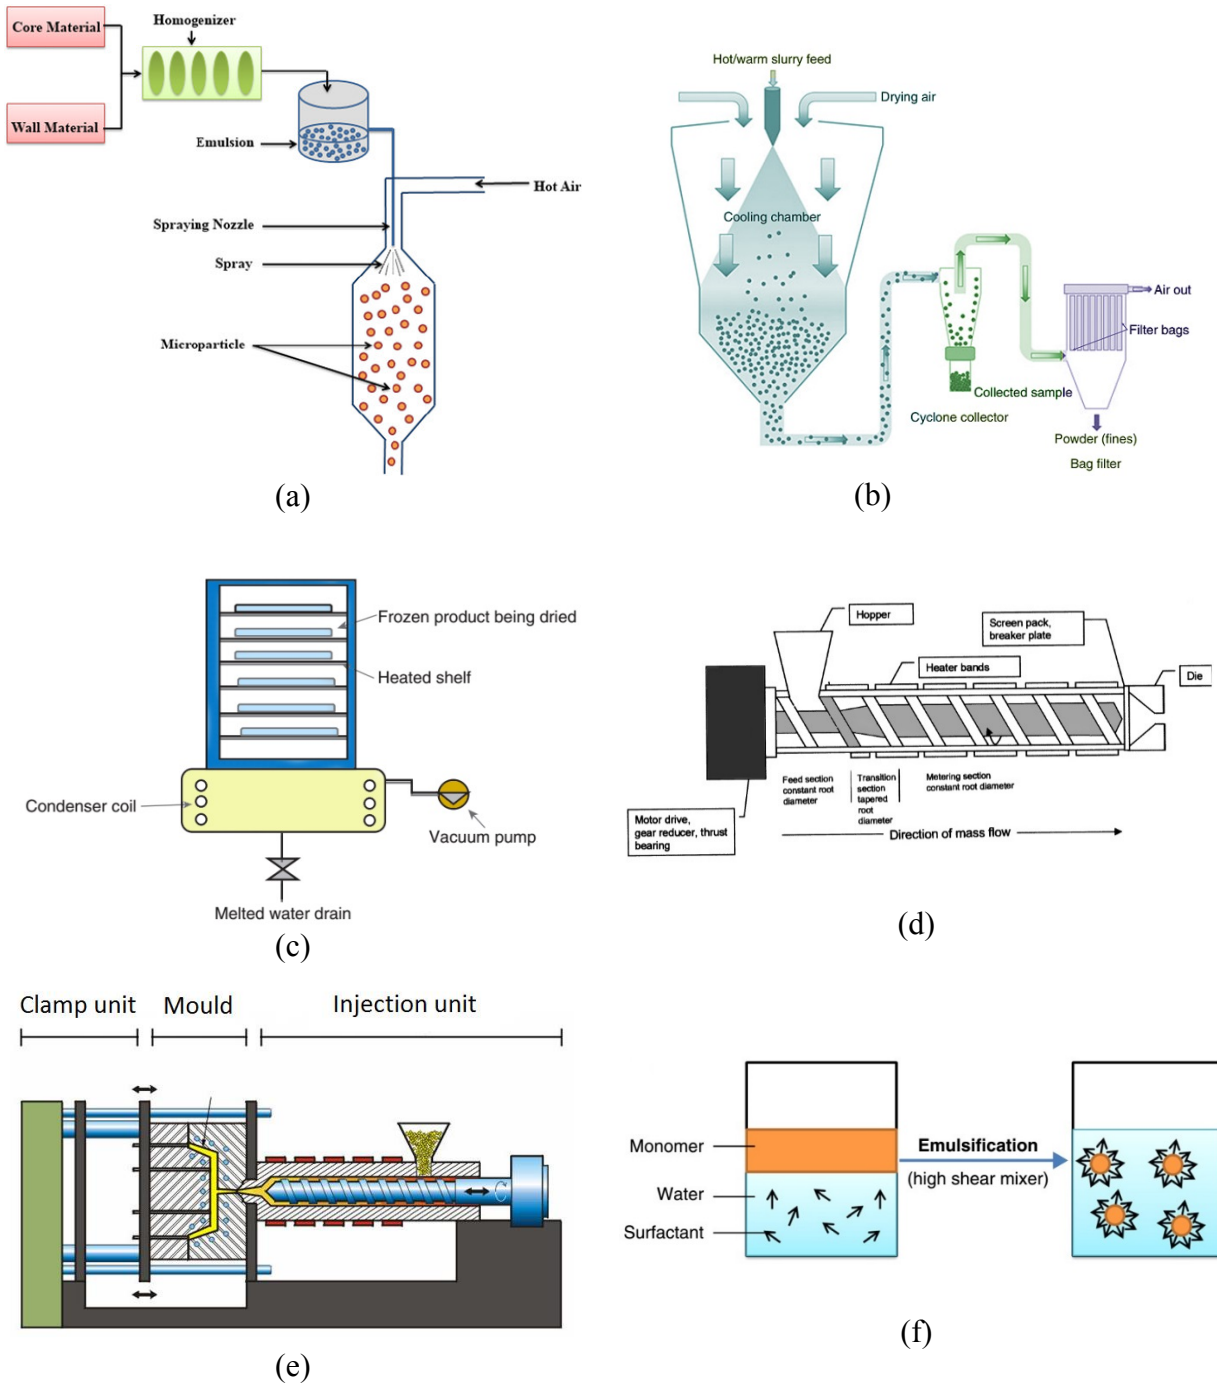 Core Material
Homogenizer
Wall Material
Emulsion
Hot Air
Spraying Nozzle
Spray
Microparticle
(a)
Hot/warm slurry feed
Drying air
Cooling chamber
Air out
Filter bags
Collected sample
Cyclone collector
Powder (fines)
Bag filter
(b)
Frozen product being dried
Heated shelf
Condenser coil
Vacuum pump
Melted water drain
(c)
Hopper
Screen pack,
breaker plate
Heater bands
Die
Feed section
constant root
diameter
Transition
section
tapered
root
diameter
Metering section
constant root diameter
Motor drive,
gear reducer, thrust
bearing
Direction of mass flow
(d)
Clamp unit
Mould
Injection unit
(e)
Monomer
Water
Surfactant
Emulsification
(high shear mixer)
(f)